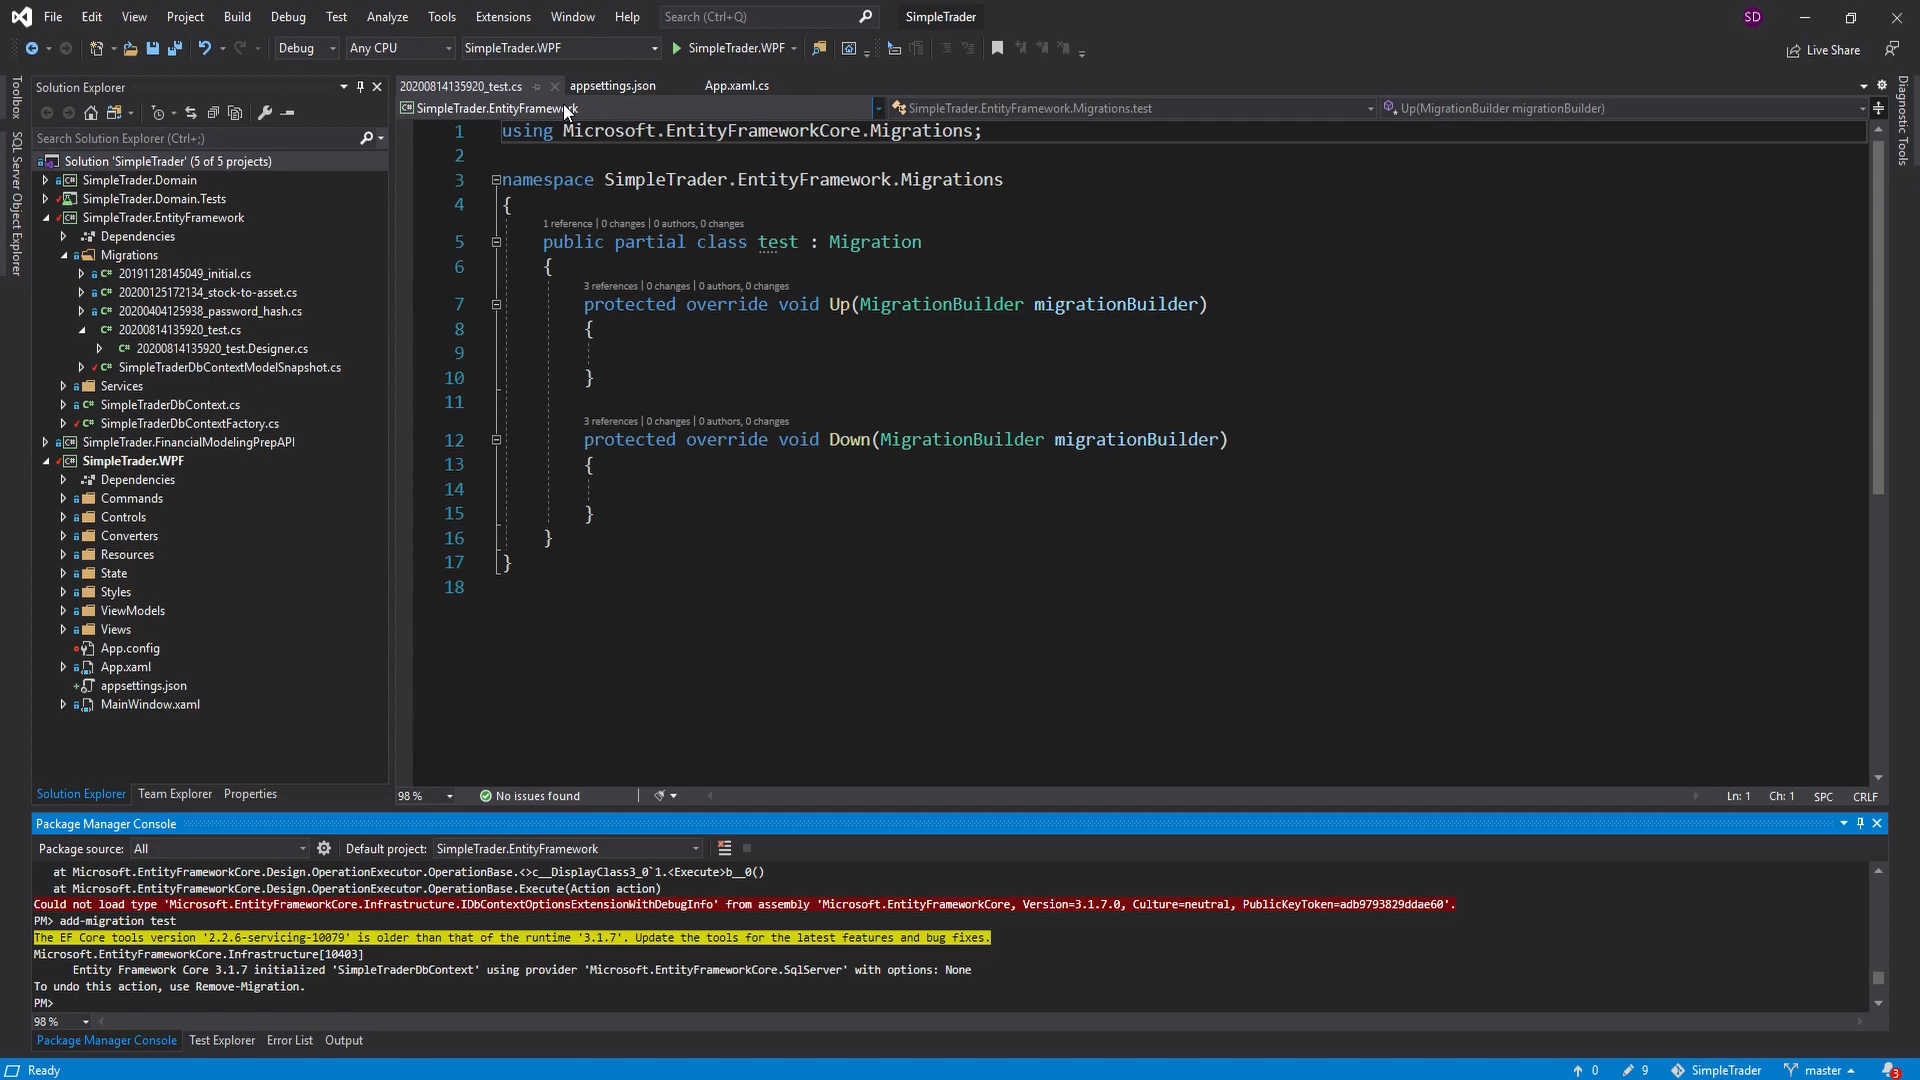 File Edit View Project Build Debug Test Analyze Tools Extensions Window Help Search (Ctrl+Q) SimpleTrader SD
Debug Any CPU SimpleTrader.WPF SimpleTrader.WPF Live Share
Toolbox
SQL Server Object Explorer
Solution Explorer
Search Solution Explorer (Ctrl+;)
Solution 'SimpleTrader' (5 of 5 projects)
SimpleTrader.Domain
SimpleTrader.Domain.Tests
SimpleTrader.EntityFramework
Dependencies
Migrations
20191128145049_initial.cs
20200125172134_stock-to-asset.cs
20200404125938_password_hash.cs
20200814135920_test.cs
20200814135920_test.Designer.cs
SimpleTraderDbContextModelSnapshot.cs
Services
SimpleTraderDbContext.cs
SimpleTraderDbContextFactory.cs
SimpleTrader.FinancialModelingPrepAPI
SimpleTrader.WPF
Dependencies
Commands
Controls
Converters
Resources
State
Styles
ViewModels
Views
App.config
App.xaml
appsettings.json
MainWindow.xaml
Solution Explorer Team Explorer Properties
20200814135920_test.cs appsettings.json App.xaml.cs
SimpleTrader.EntityFramework SimpleTrader.EntityFramework.Migrations.test Up(MigrationBuilder migrationBuilder)
Diagnostic Tools
1 using Microsoft.EntityFrameworkCore.Migrations;
2
3 namespace SimpleTrader.EntityFramework.Migrations
4 {
1 reference | 0 changes | 0 authors, 0 changes
5 public partial class test : Migration
6 {
3 references | 0 changes | 0 authors, 0 changes
7 protected override void Up(MigrationBuilder migrationBuilder)
8 {
9
10 }
11
3 references | 0 changes | 0 authors, 0 changes
12 protected override void Down(MigrationBuilder migrationBuilder)
13 {
14
15 }
16 }
17 }
18
98 % No issues found Ln: 1 Ch: 1 SPC CRLF
Package Manager Console
Package source: All Default project: SimpleTrader.EntityFramework
at Microsoft.EntityFrameworkCore.Design.OperationExecutor.OperationBase.<>c__DisplayClass3_0`1.<Execute>b__0()
at Microsoft.EntityFrameworkCore.Design.OperationExecutor.OperationBase.Execute(Action action)
Could not load type 'Microsoft.EntityFrameworkCore.Infrastructure.IDbContextOptionsExtensionWithDebugInfo' from assembly 'Microsoft.EntityFrameworkCore, Version=3.1.7.0, Culture=neutral, PublicKeyToken=adb9793829ddae60'.
PM> add-migration test
The EF Core tools version '2.2.6-servicing-10079' is older than that of the runtime '3.1.7'. Update the tools for the latest features and bug fixes.
Microsoft.EntityFrameworkCore.Infrastructure[10403]
Entity Framework Core 3.1.7 initialized 'SimpleTraderDbContext' using provider 'Microsoft.EntityFrameworkCore.SqlServer' with options: None
To undo this action, use Remove-Migration.
PM>
98 %
Package Manager Console Test Explorer Error List Output
Ready 0 9 SimpleTrader master 3